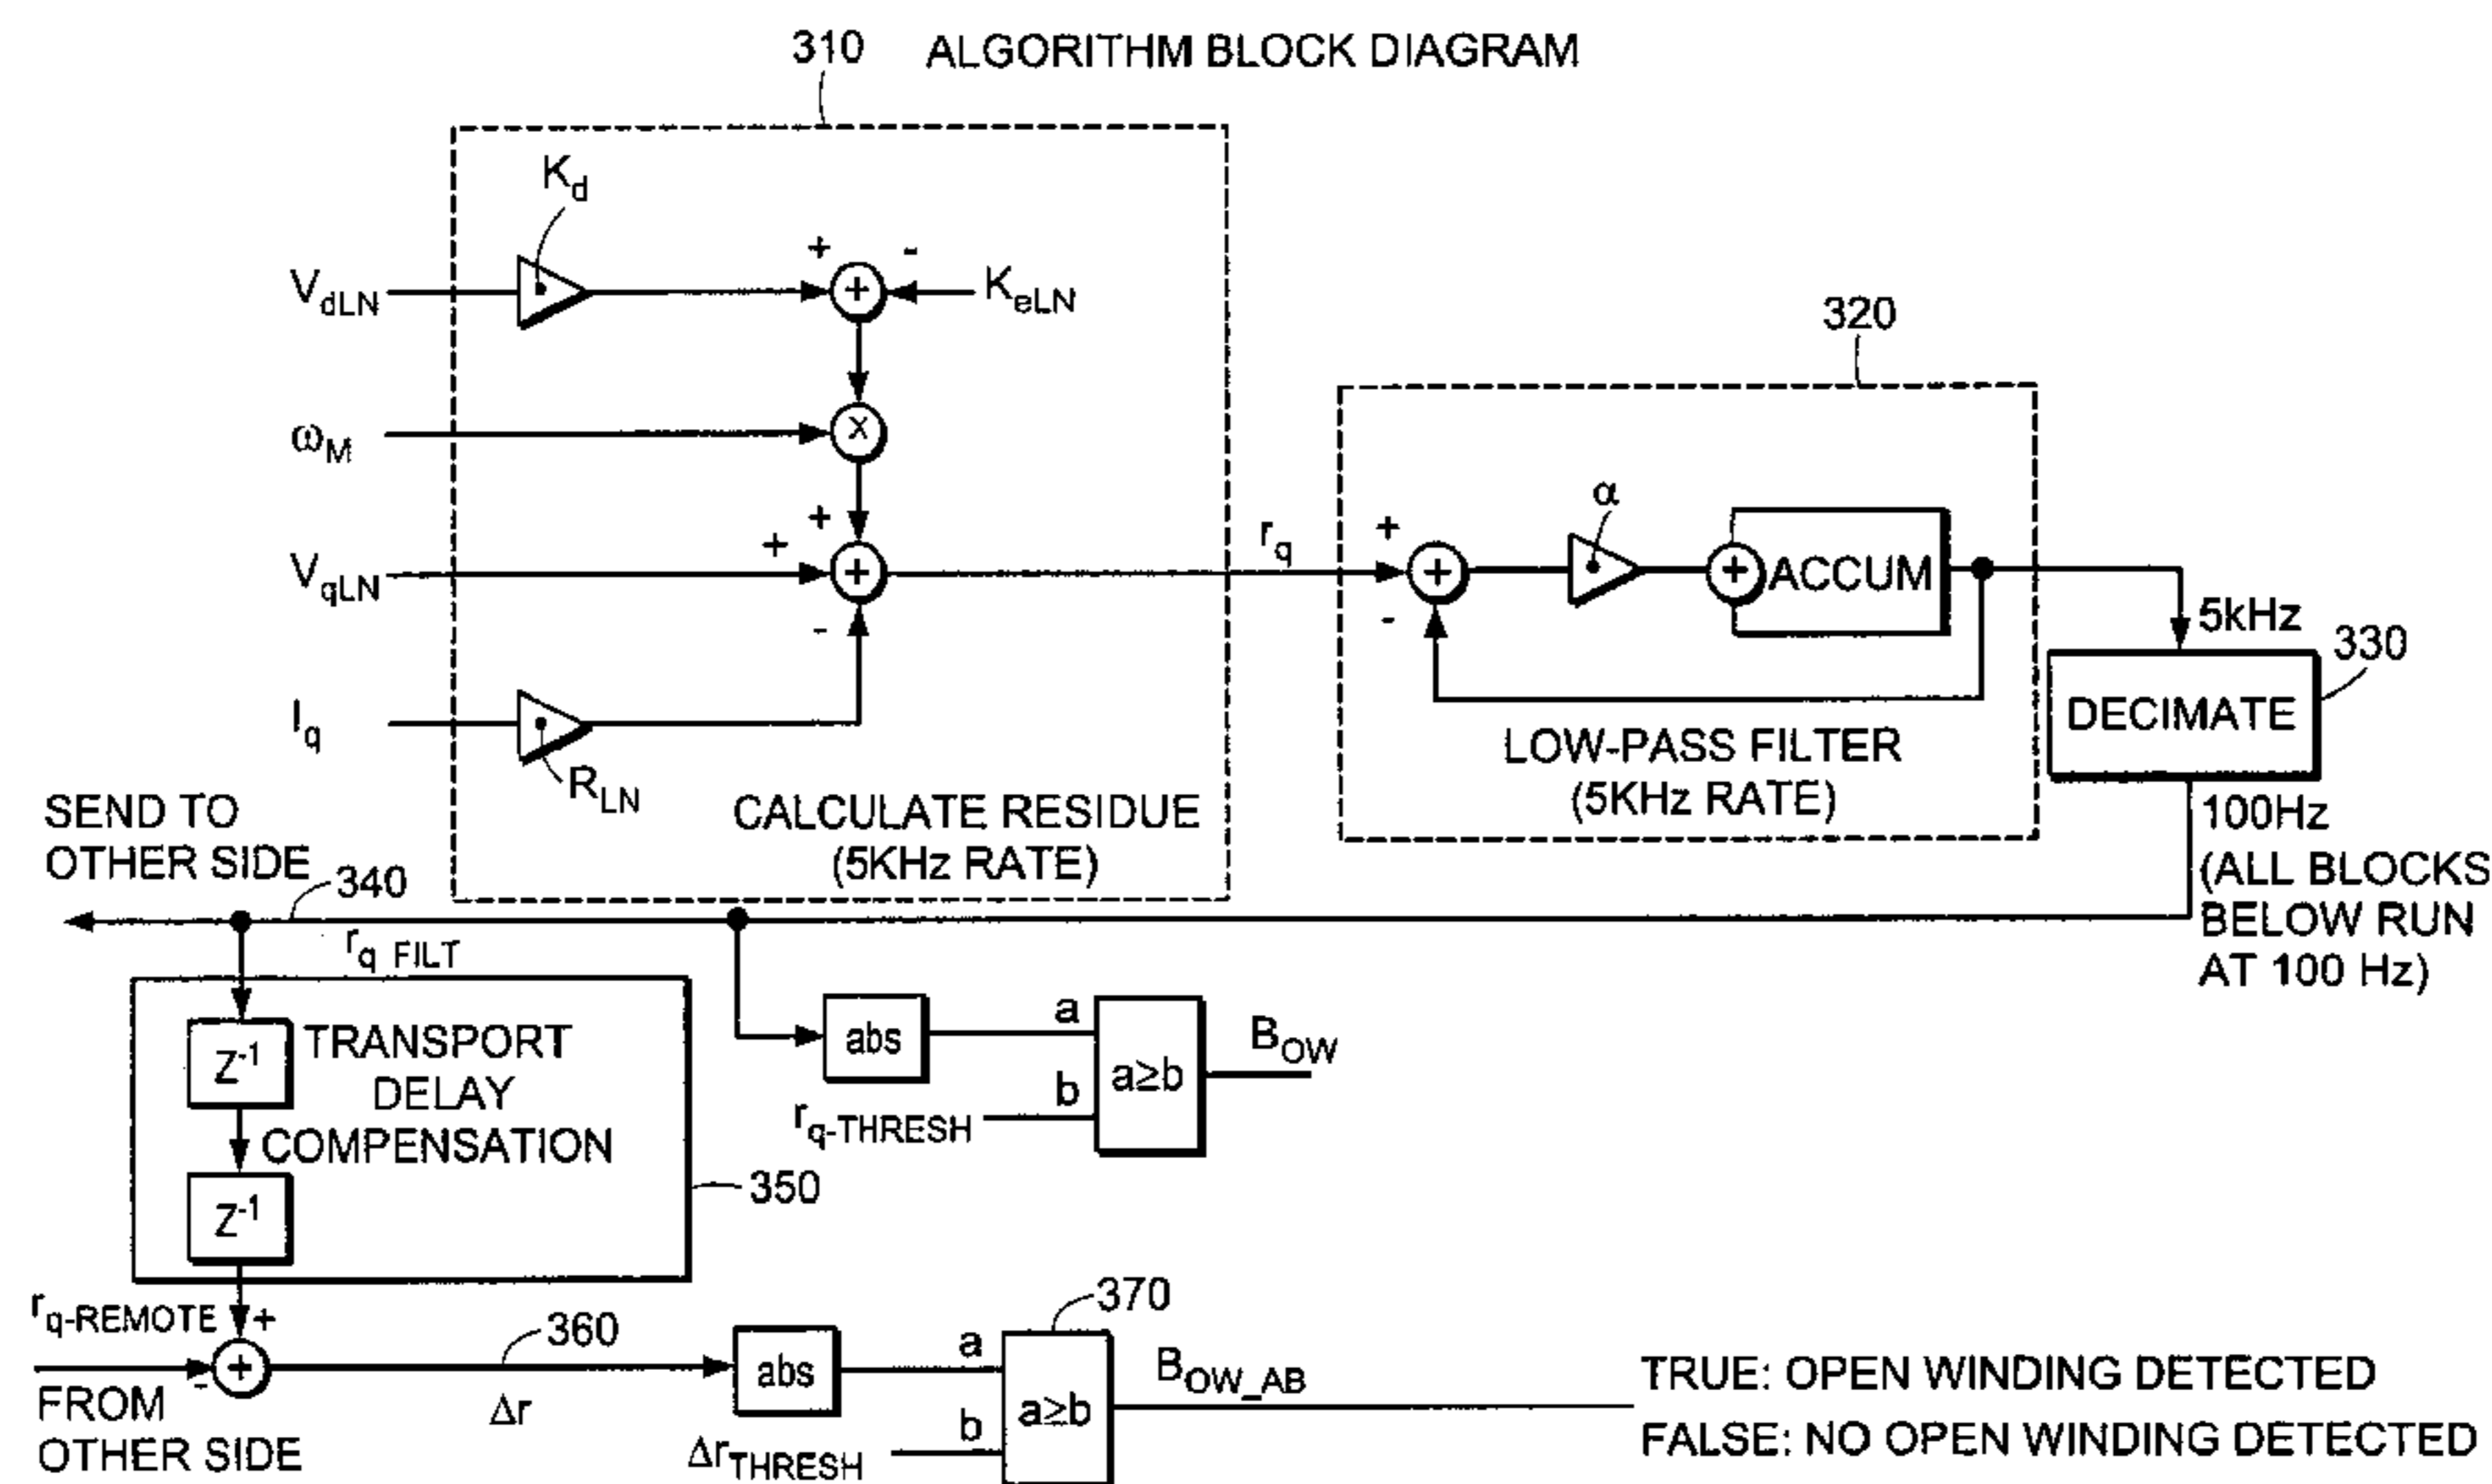 310
ALGORITHM BLOCK DIAGRAM
K_d
+
-
V_dLN
+
K_eLN
320
ω_M
x
α
+
+
r_q
+
V_qLN
+
+
+
ACCUM
-
-
5kHz
330
DECIMATE
I_q
R_LN
LOW-PASS FILTER
(5KHz RATE)
CALCULATE RESIDUE
(5KHz RATE)
100Hz
(ALL BLOCKS
BELOW RUN
AT 100 Hz)
SEND TO
OTHER SIDE
340
r_q FILT
Z^-1
TRANSPORT
DELAY
COMPENSATION
Z^-1
350
abs
a
b
a≥b
B_OW
r_q-THRESH
r_q-REMOTE
+
+
-
FROM
OTHER SIDE
360
Δr
abs
370
a
b
a≥b
Δr_THRESH
B_OW_AB
TRUE: OPEN WINDING DETECTED
FALSE: NO OPEN WINDING DETECTED